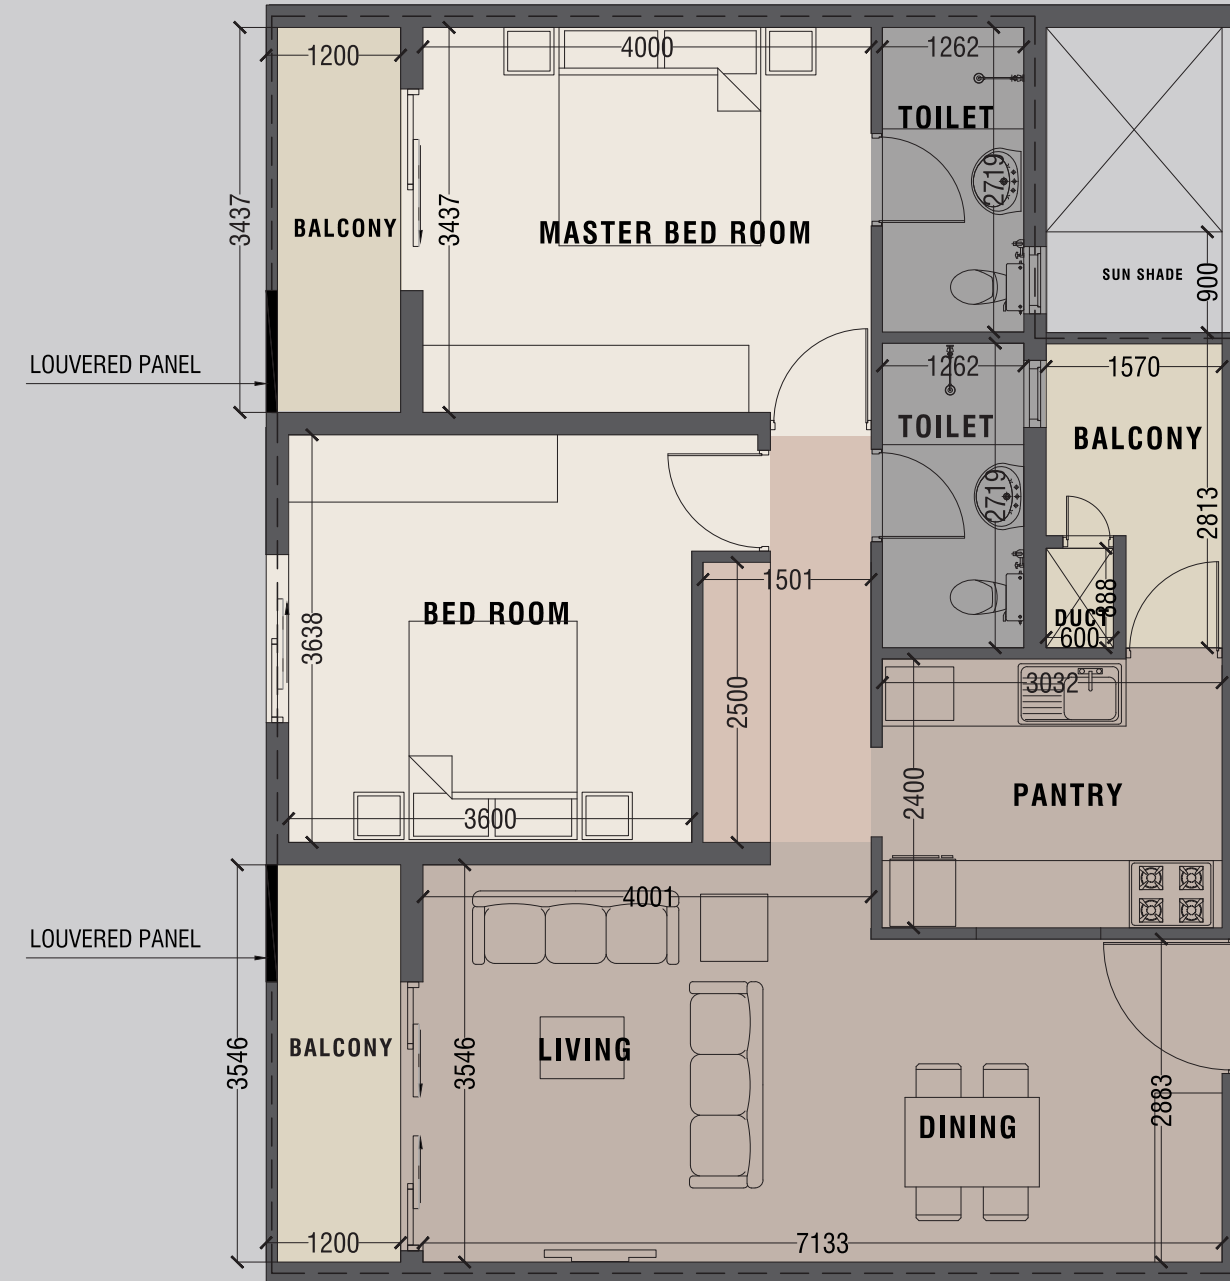 1200
4000
1262
TOILET
2719
3437
3437
BALCONY
MASTER BED ROOM
SUN SHADE
900
LOUVERED PANEL
1262
1570
TOILET
BALCONY
2719
2813
1501
588
DUCT
600
BED ROOM
3638
2500
3032
PANTRY
2400
3600
4001
LOUVERED PANEL
BALCONY
LIVING
3546
3546
2883
DINING
1200
7133